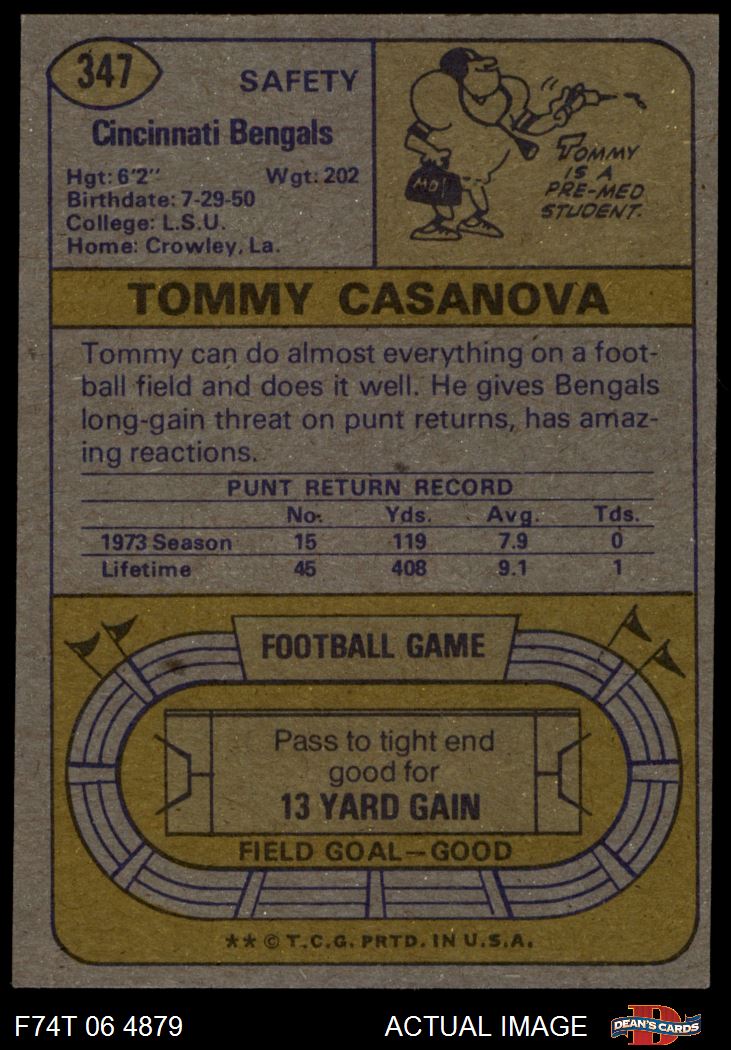 347
SAFETY
Cincinnati Bengals
Hgt: 6'2" Wgt: 202
Birthdate: 7-29-50
College: L.S.U.
Home: Crowley, La.
MD
TOMMY
IS A
PRE-MED
STUDENT.
TOMMY CASANOVA
Tommy can do almost everything on a foot-
ball field and does it well. He gives Bengals
long-gain threat on punt returns, has amaz-
ing reactions.
PUNT RETURN RECORD
No. Yds. Avg. Tds.
1973 Season 15 119 7.9 0
Lifetime 45 408 9.1 1
FOOTBALL GAME
Pass to tight end
good for
13 YARD GAIN
FIELD GOAL—GOOD
** © T.C.G. PRTD. IN U.S.A.
F74T 06 4879 ACTUAL IMAGE
D
DEAN'S CARDS